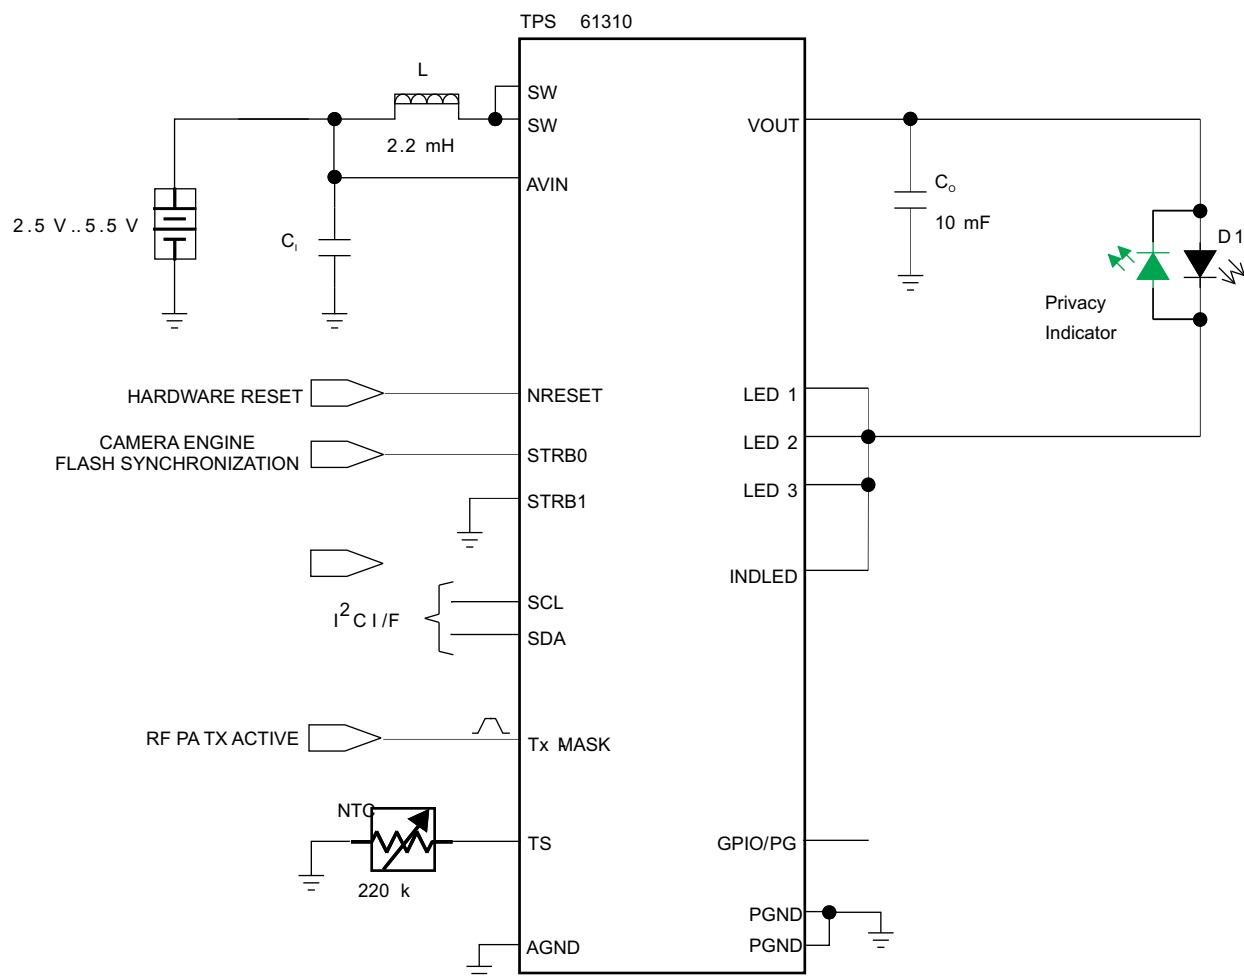 TPS 61310
L
SW
SW
2.2 mH
VOUT
AVIN
2.5 V..5.5 V
C_I
C_O
10 mF
D1
Privacy
Indicator
HARDWARE RESET
NRESET
LED 1
CAMERA ENGINE
FLASH SYNCHRONIZATION
STRB0
LED 2
STRB1
LED 3
INDLED
I2C I/F
SCL
SDA
RF PA TX ACTIVE
Tx-MASK
NTC
220 k
TS
GPIO/PG
PGND
PGND
AGND